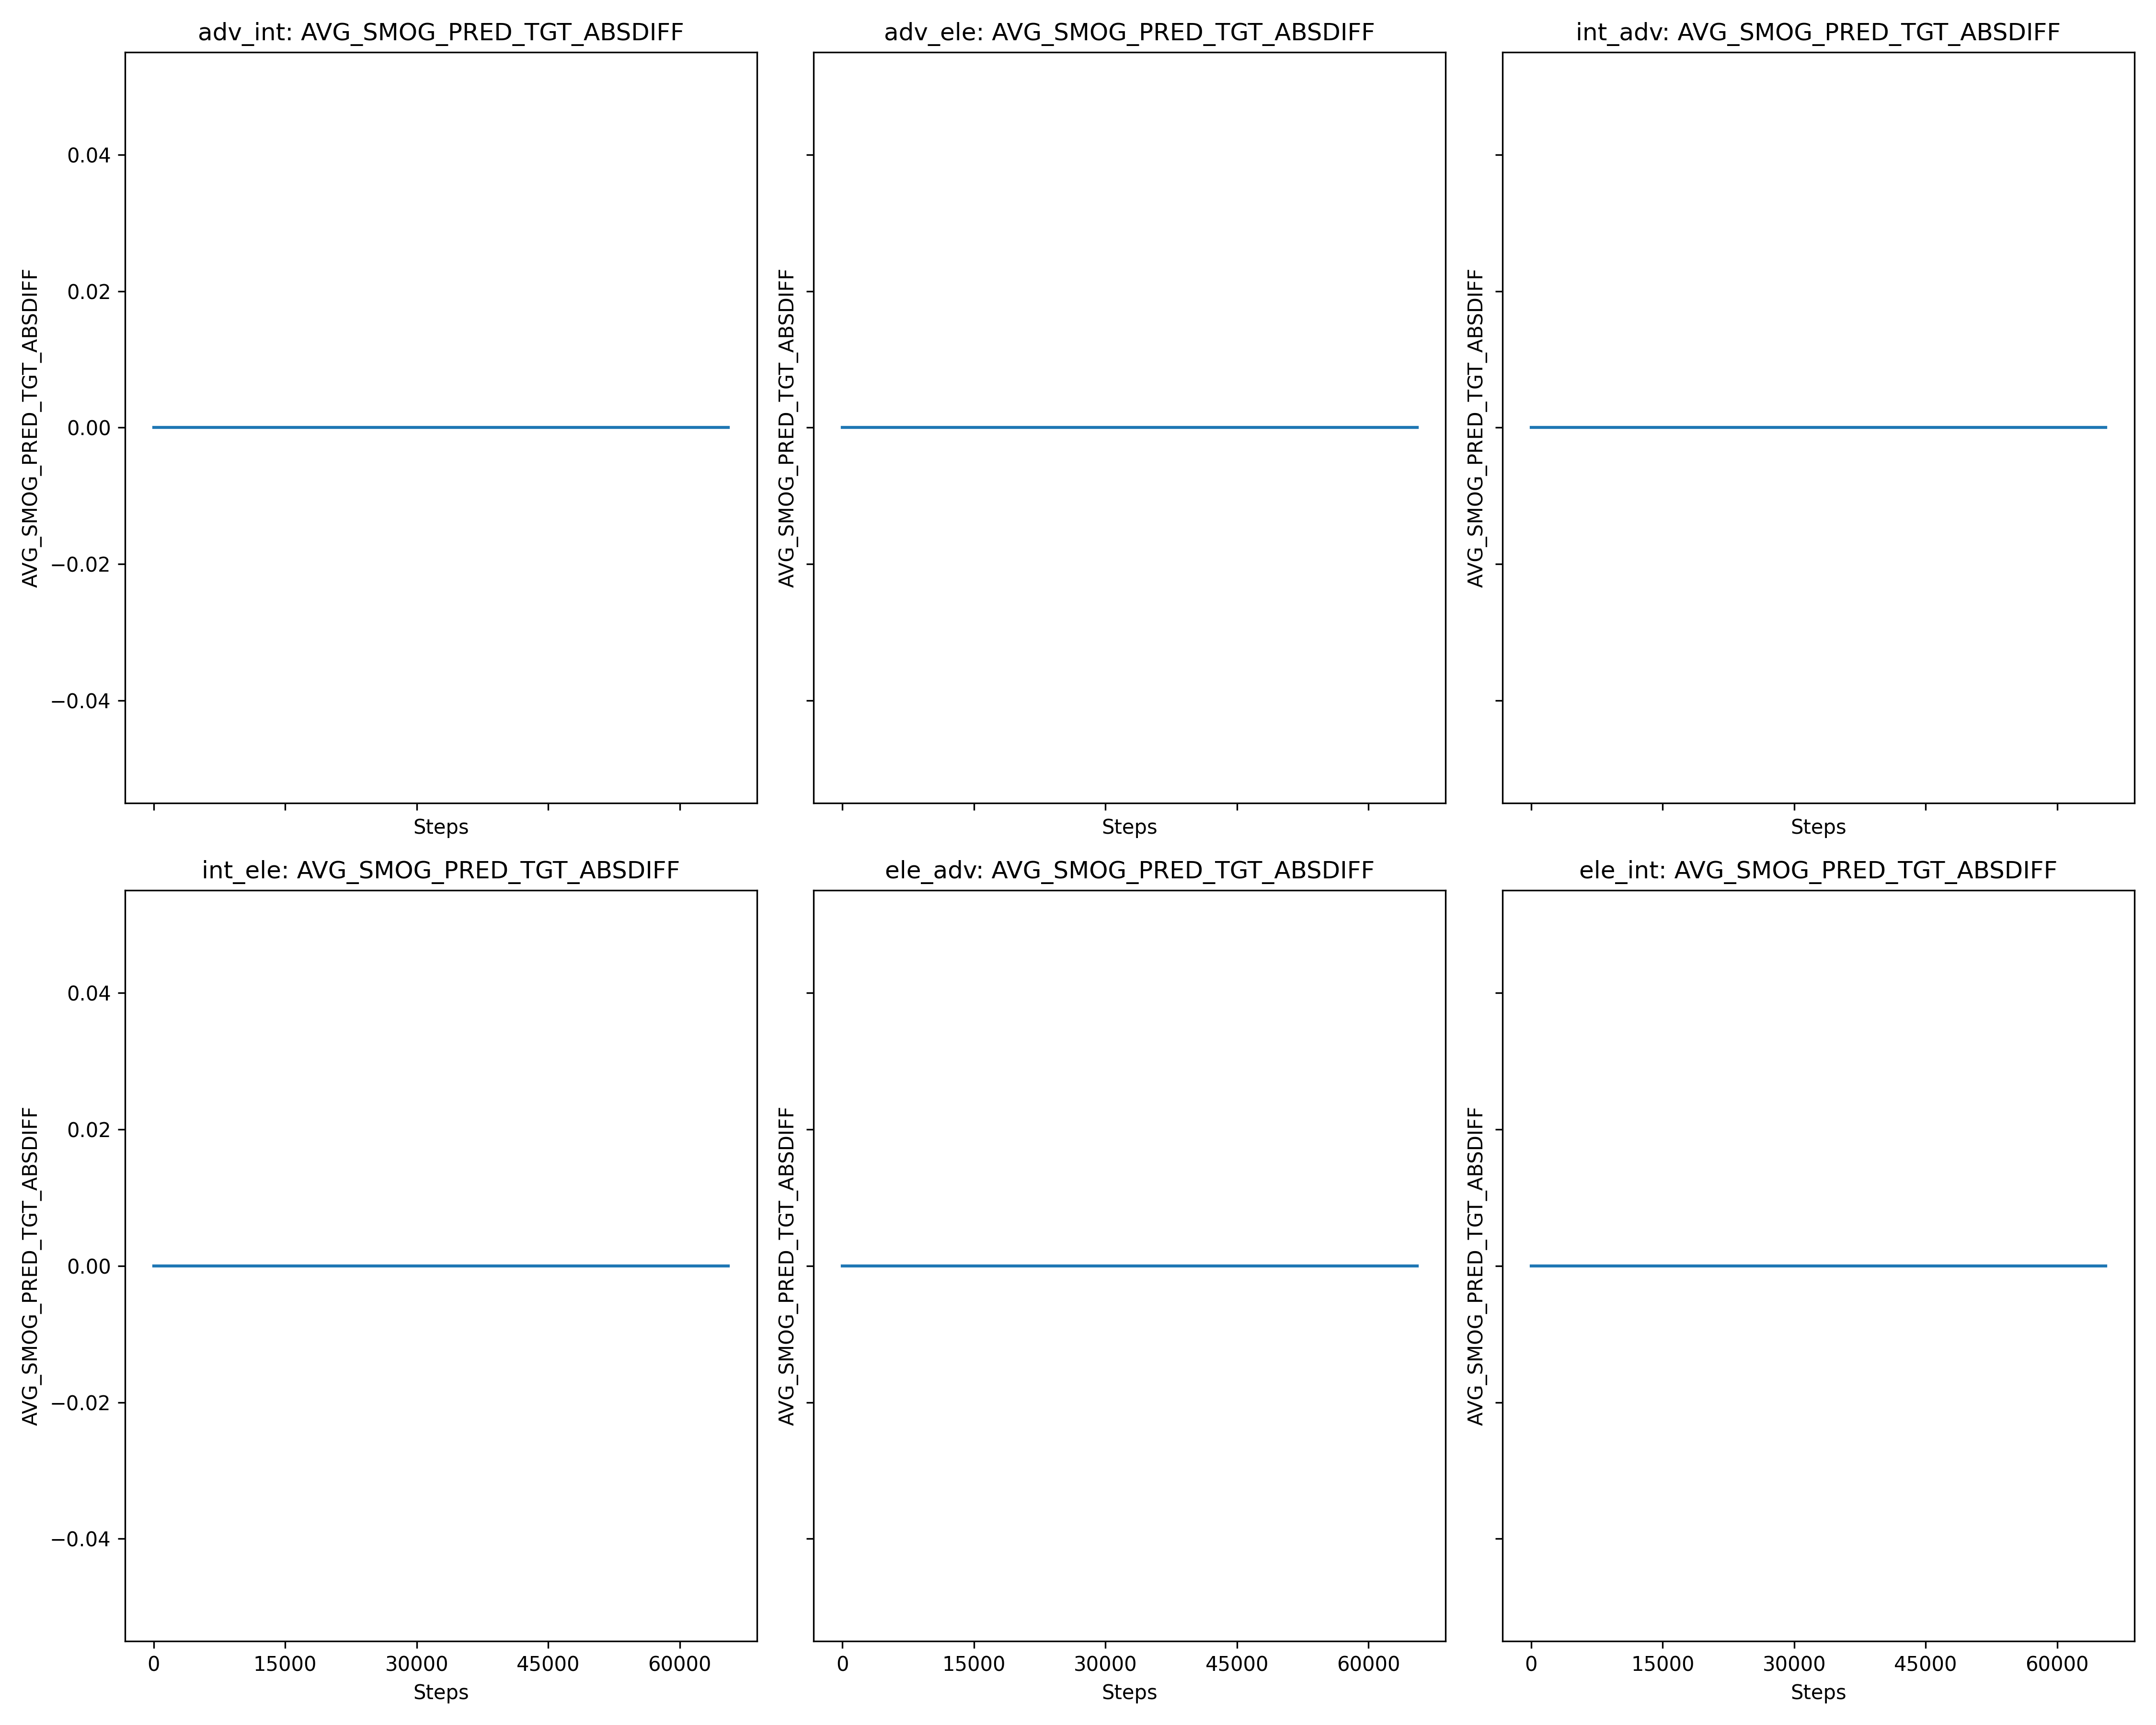 adv_int: AVG_SMOG_PRED_TGT_ABSDIFF
AVG_SMOG_PRED_TGT_ABSDIFF
0.04
0.02
0.00
−0.02
−0.04
Steps
adv_ele: AVG_SMOG_PRED_TGT_ABSDIFF
AVG_SMOG_PRED_TGT_ABSDIFF
Steps
int_adv: AVG_SMOG_PRED_TGT_ABSDIFF
AVG_SMOG_PRED_TGT_ABSDIFF
Steps
int_ele: AVG_SMOG_PRED_TGT_ABSDIFF
AVG_SMOG_PRED_TGT_ABSDIFF
0.04
0.02
0.00
−0.02
−0.04
0 15000 30000 45000 60000
Steps
ele_adv: AVG_SMOG_PRED_TGT_ABSDIFF
AVG_SMOG_PRED_TGT_ABSDIFF
0 15000 30000 45000 60000
Steps
ele_int: AVG_SMOG_PRED_TGT_ABSDIFF
AVG_SMOG_PRED_TGT_ABSDIFF
0 15000 30000 45000 60000
Steps